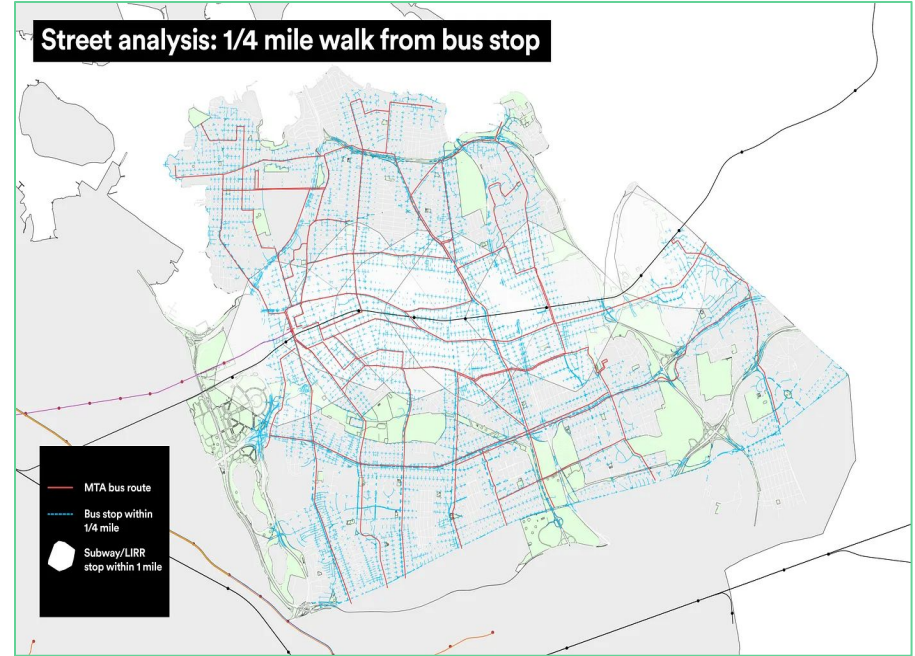 Street analysis: 1/4 mile walk from bus stop
MTA bus route
Bus stop within
1/4 mile
Subway/LIRR
stop within 1 mile